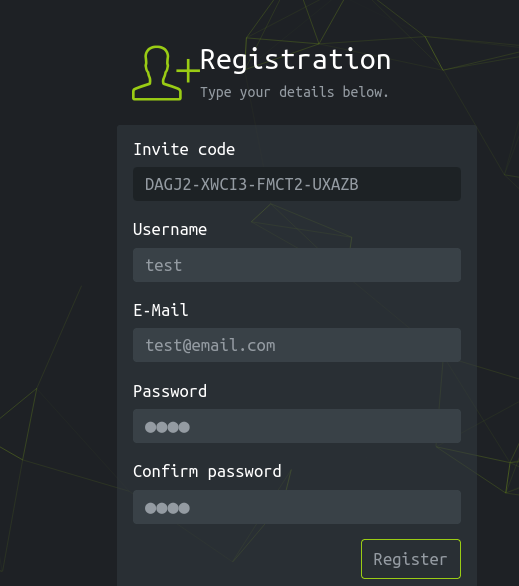 Registration
Type your details below.
Invite code
DAGJ2-XWCI3-FMCT2-UXAZB
Username
test
E-Mail
test@email.com
Password
●●●●
Confirm password
●●●●
Register